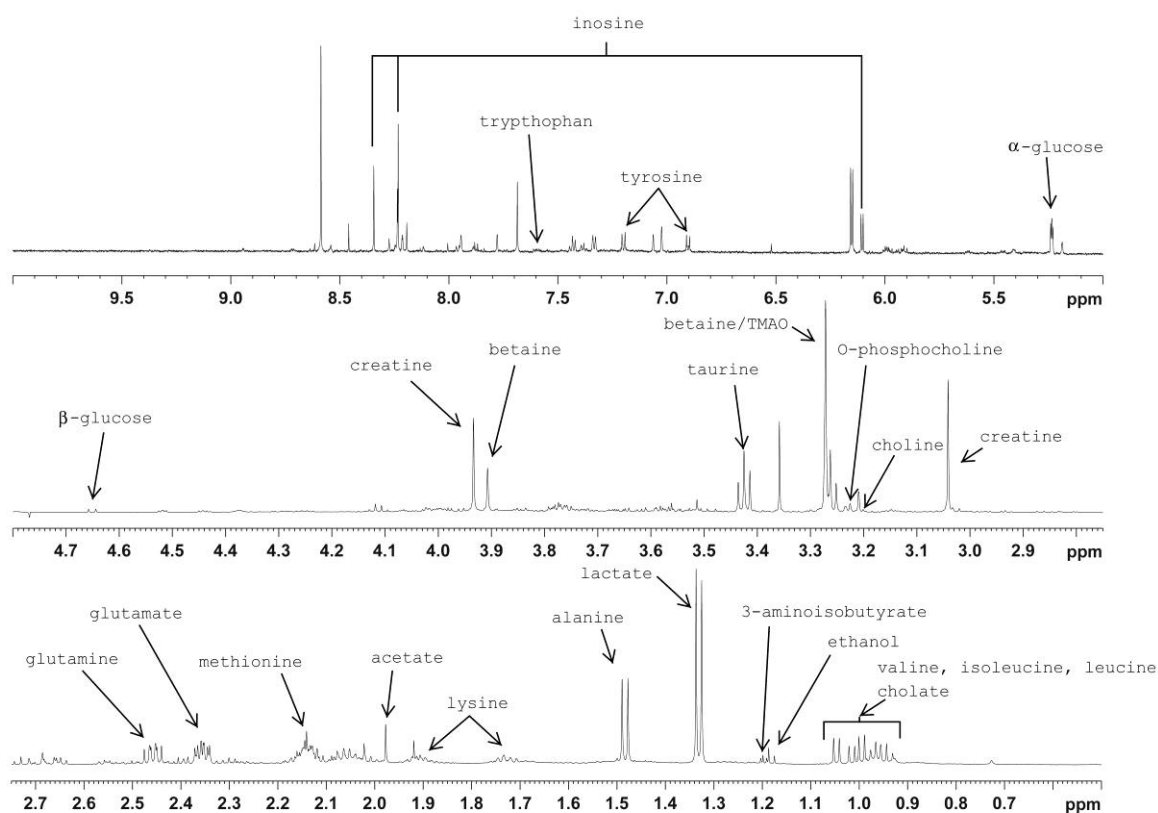 inosine
trypthophan
α-glucose
tyrosine
9.5 9.0 8.5 8.0 7.5 7.0 6.5 6.0 5.5 ppm
betaine/TMAO
betaine
O-phosphocholine
creatine
taurine
β-glucose
choline
creatine
4.7 4.6 4.5 4.4 4.3 4.2 4.1 4.0 3.9 3.8 3.7 3.6 3.5 3.4 3.3 3.2 3.1 3.0 2.9 ppm
lactate
glutamate
3-aminoisobutyrate
alanine
ethanol
glutamine
methionine
acetate
valine, isoleucine, leucine
cholate
lysine
2.7 2.6 2.5 2.4 2.3 2.2 2.1 2.0 1.9 1.8 1.7 1.6 1.5 1.4 1.3 1.2 1.1 1.0 0.9 0.8 0.7 ppm